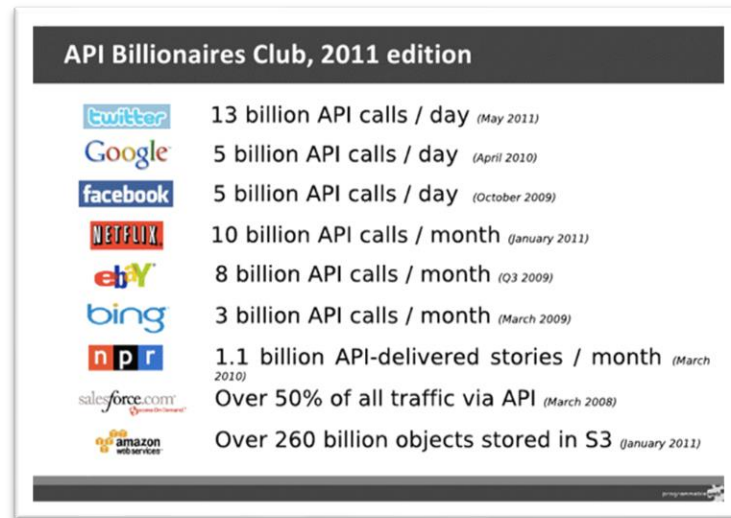 API Billionaires Club, 2011 edition
twitter 13 billion API calls / day (May 2011)
Google 5 billion API calls / day (April 2010)
facebook 5 billion API calls / day (October 2009)
NETFLIX 10 billion API calls / month (January 2011)
ebaY 8 billion API calls / month (Q3 2009)
bing 3 billion API calls / month (March 2009)
npr 1.1 billion API-delivered stories / month (March
2010)
salesforce.com Over 50% of all traffic via API (March 2008)
Success On Demand
amazon Over 260 billion objects stored in S3 (January 2011)
web services
programmableweb